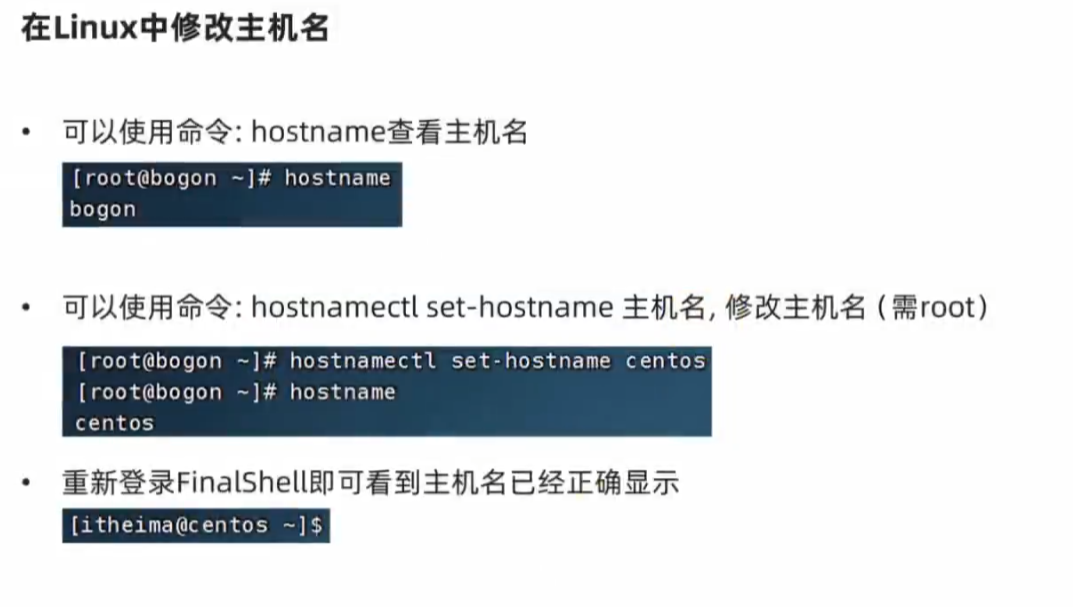 在Linux中修改主机名
• 可以使用命令: hostname查看主机名
[root@bogon ~]# hostname
bogon
• 可以使用命令: hostnamectl set-hostname 主机名, 修改主机名 (需root)
[root@bogon ~]# hostnamectl set-hostname centos
[root@bogon ~]# hostname
centos
• 重新登录FinalShell即可看到主机名已经正确显示
[itheima@centos ~]$